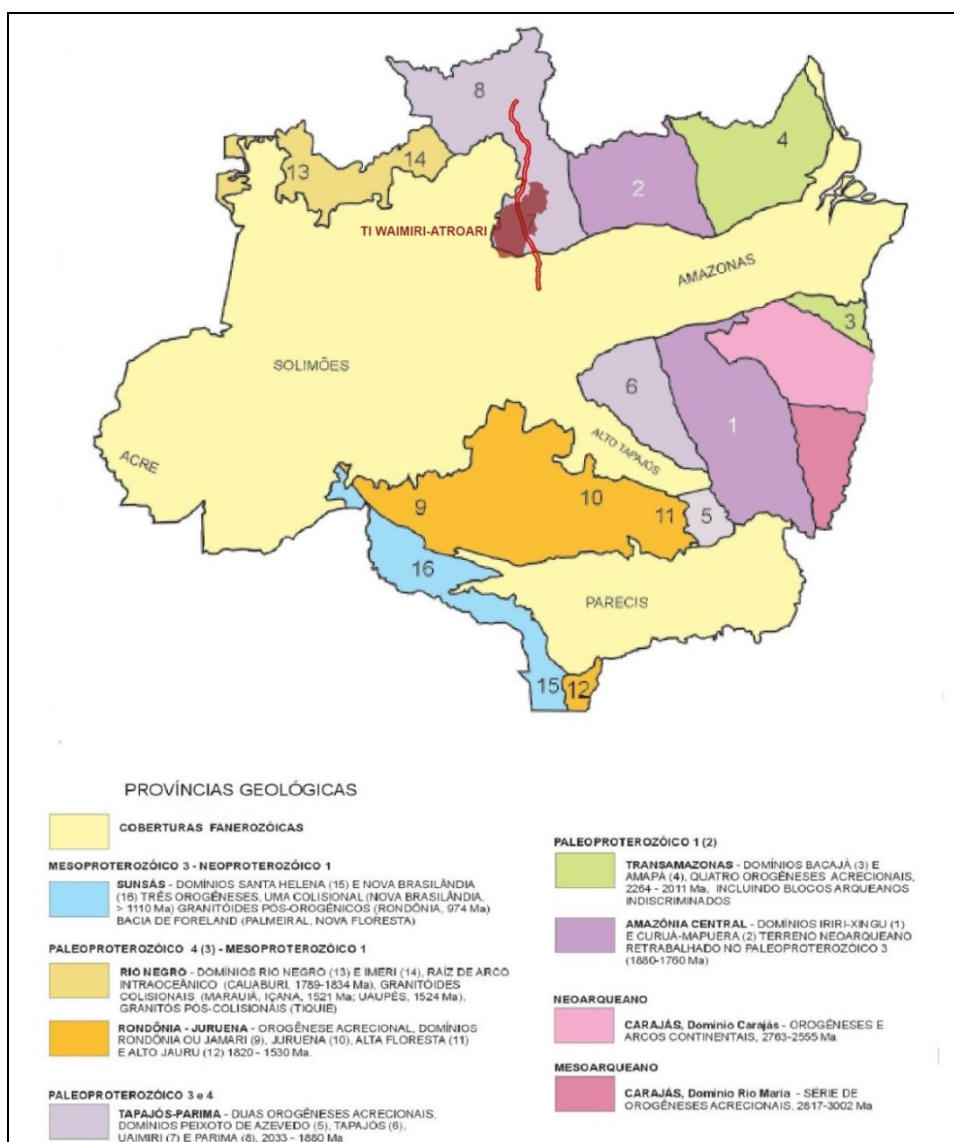 8
4
13
14
2
TI WAIMIRI-ATROARI
7
AMAZONAS
3
SOLIMÕES
6
1
ALTO TAPAJÓS
ACRE
9
10
11
5
16
PARECIS
15
12
PROVÍNCIAS GEOLÓGICAS
COBERTURAS FANEROZÓICAS
MESOPROTEROZÓICO 3 - NEOPROTEROZÓICO 1
SUNSÁS - DOMÍNIOS SANTA HELENA (15) E NOVA BRASILÂNDIA
(16) TRÊS OROGÊNESES, UMA COLISIONAL (NOVA BRASILÂNDIA,
> 1110 Ma) GRANITÓIDES PÓS-OROGÊNICOS (RONDÔNIA, 974 Ma)
BACIA DE FORELAND (PALMEIRAL, NOVA FLORESTA)
PALEOPROTEROZÓICO 4 (3) - MESOPROTEROZÓICO 1
RIO NEGRO - DOMÍNIOS RIO NEGRO (13) E IMERI (14), RAÍZ DE ARCO
INTRAOCEÂNICO (CAUABURI, 1789-1834 Ma), GRANITÓIDES
COLISIONAIS (MARAUIÁ, IÇANA, 1521 Ma; UAUPÉS, 1524 Ma),
GRANITOS PÓS-COLISIONAIS (TIQUIÉ)
RONDÔNIA - JURUENA - OROGÊNESE ACRECIONAL, DOMÍNIOS
RONDÔNIA OU JAMARI (9), JURUENA (10), ALTA FLORESTA (11)
E ALTO JAURU (12) 1820 - 1530 Ma.
PALEOPROTEROZÓICO 3 e 4
TAPAJÓS-PARIMA - DUAS OROGÊNESES ACRECIONAIS,
DOMÍNIOS PEIXOTO DE AZEVEDO (5), TAPAJÓS (6),
UAIMIRI (7) E PARIMA (8), 2033 - 1880 Ma
PALEOPROTEROZÓICO 1 (2)
TRANSAMAZONAS - DOMÍNIOS BACAJÁ (3) E
AMAPÁ (4), QUATRO OROGÊNESES ACRECIONAIS,
2264 - 2011 Ma, INCLUINDO BLOCOS ARQUEANOS
INDISCRIMINADOS
AMAZÔNIA CENTRAL - DOMÍNIOS IRIRI-XINGU (1)
E CURUÁ-MAPUERA (2) TERRENO NEOARQUEANO
RETRABALHADO NO PALEOPROTEROZÓICO 3
(1880-1760 Ma)
NEOARQUEANO
CARAJÁS, Domínio Carajás - OROGÊNESES E
ARCOS CONTINENTAIS, 2763-2555 Ma
MESOARQUEANO
CARAJÁS, Domínio Rio Maria - SÉRIE DE
OROGÊNESES ACRECIONAIS, 2817-3002 Ma